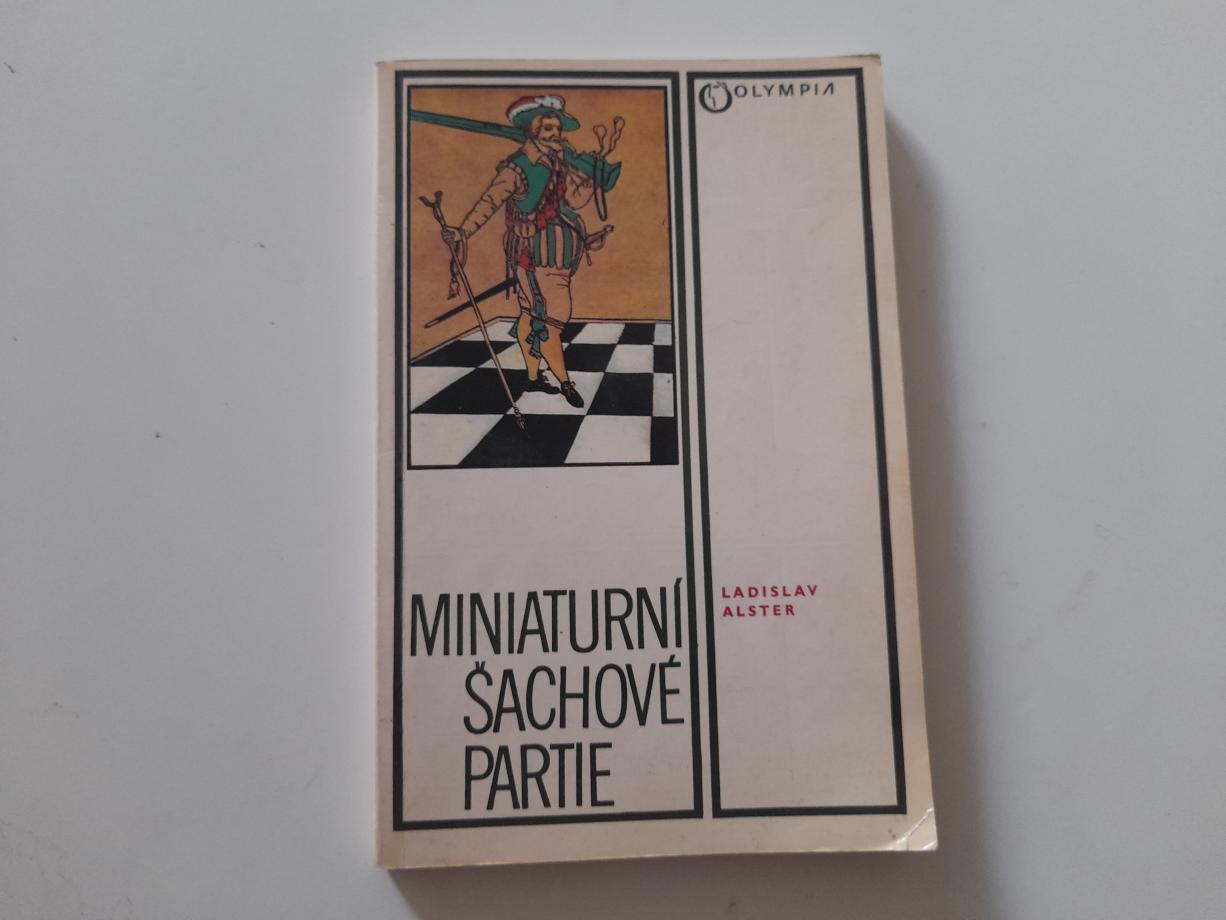 OLYMPIA
MINIATURNÍ
ŠACHOVÉ
PARTIE
LADISLAV
ALSTER